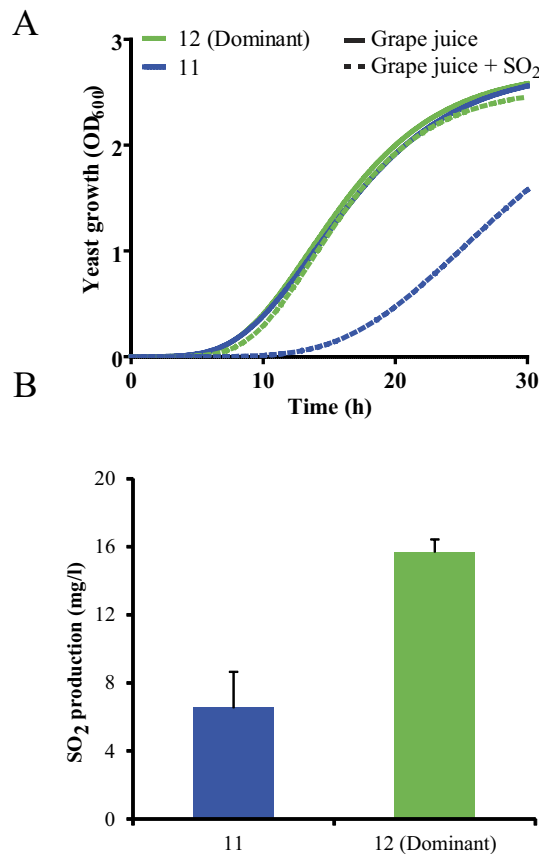 A
12 (Dominant)
11
Grape juice
Grape juice + SO2
Yeast growth (OD600)
3
2
1
0
0
10
20
30
Time (h)
B
SO2 production (mg/l)
20
16
12
8
4
0
11
12 (Dominant)